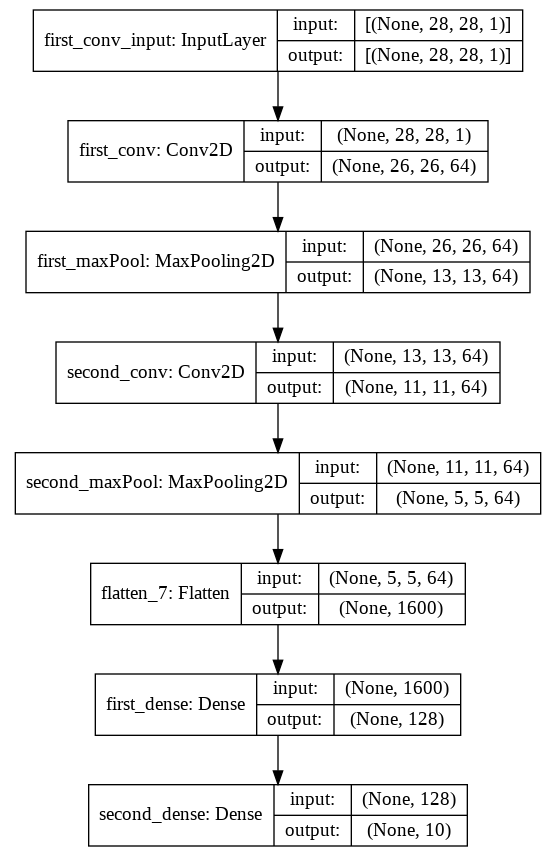 first_conv_input: InputLayer
input:
[(None, 28, 28, 1)]
output:
[(None, 28, 28, 1)]
first_conv: Conv2D
input:
(None, 28, 28, 1)
output:
(None, 26, 26, 64)
first_maxPool: MaxPooling2D
input:
(None, 26, 26, 64)
output:
(None, 13, 13, 64)
second_conv: Conv2D
input:
(None, 13, 13, 64)
output:
(None, 11, 11, 64)
second_maxPool: MaxPooling2D
input:
(None, 11, 11, 64)
output:
(None, 5, 5, 64)
flatten_7: Flatten
input:
(None, 5, 5, 64)
output:
(None, 1600)
first_dense: Dense
input:
(None, 1600)
output:
(None, 128)
second_dense: Dense
input:
(None, 128)
output:
(None, 10)